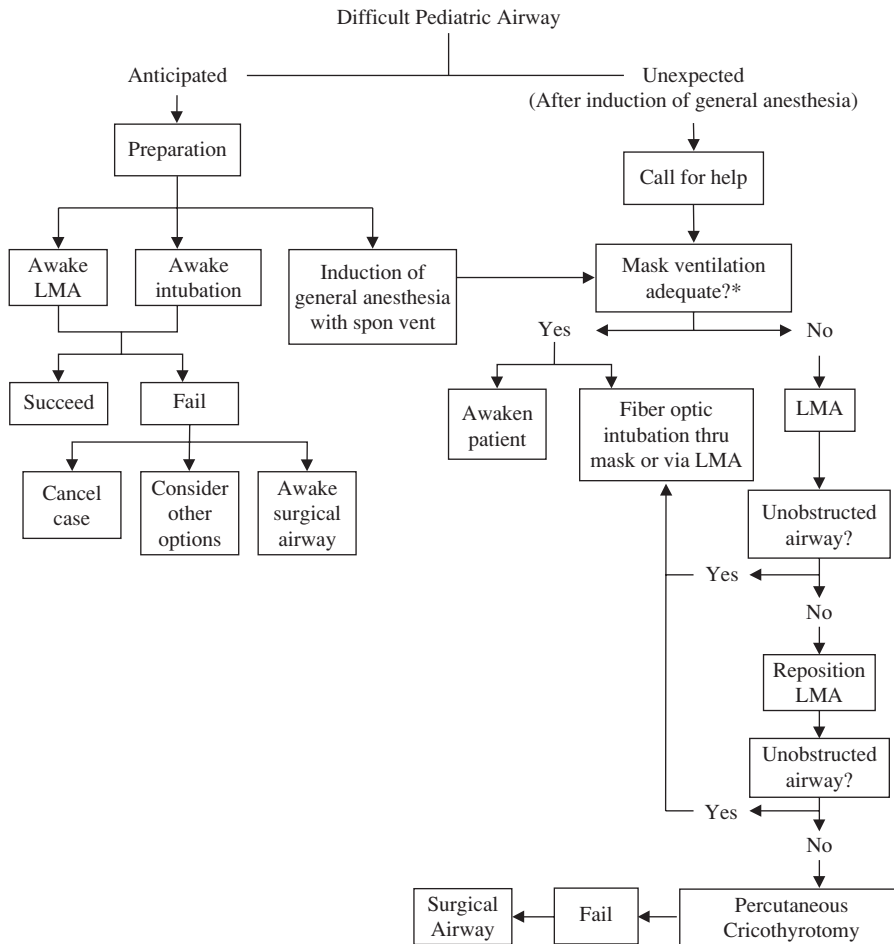 Difficult Pediatric Airway
Anticipated
Unexpected
(After induction of general anesthesia)
Preparation
Call for help
Awake
LMA
Awake
intubation
Induction of
general anesthesia
with spon vent
Mask ventilation
adequate?*
Yes
No
Succeed
Fail
Awaken
patient
Fiber optic
intubation thru
mask or via LMA
LMA
Cancel
case
Consider
other
options
Awake
surgical
airway
Unobstructed
airway?
Yes
No
Reposition
LMA
Unobstructed
airway?
Yes
No
Surgical
Airway
Fail
Percutaneous
Cricothyrotomy